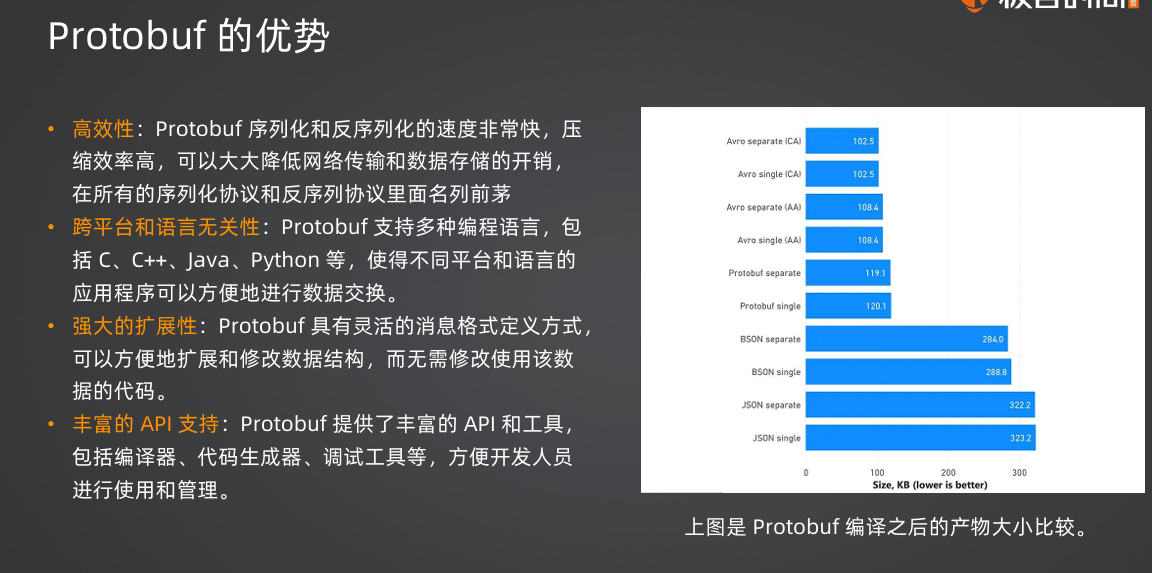 Protobuf 的优势
• 高效性：Protobuf 序列化和反序列化的速度非常快，压
缩效率高，可以大大降低网络传输和数据存储的开销，
在所有的序列化协议和反序列协议里面名列前茅
• 跨平台和语言无关性：Protobuf 支持多种编程语言，包
括 C、C++、Java、Python 等，使得不同平台和语言的
应用程序可以方便地进行数据交换。
• 强大的扩展性：Protobuf 具有灵活的消息格式定义方式，
可以方便地扩展和修改数据结构，而无需修改使用该数
据的代码。
• 丰富的 API 支持：Protobuf 提供了丰富的 API 和工具，
包括编译器、代码生成器、调试工具等，方便开发人员
进行使用和管理。
Avro separate (CA) 102.5
Avro single (CA) 102.5
Avro separate (AA) 108.4
Avro single (AA) 108.4
Protobuf separate 119.1
Protobuf single 120.1
BSON separate 284.0
BSON single 288.8
JSON separate 322.2
JSON single 323.2
0 100 200 300
Size, KB (lower is better)
上图是 Protobuf 编译之后的产物大小比较。